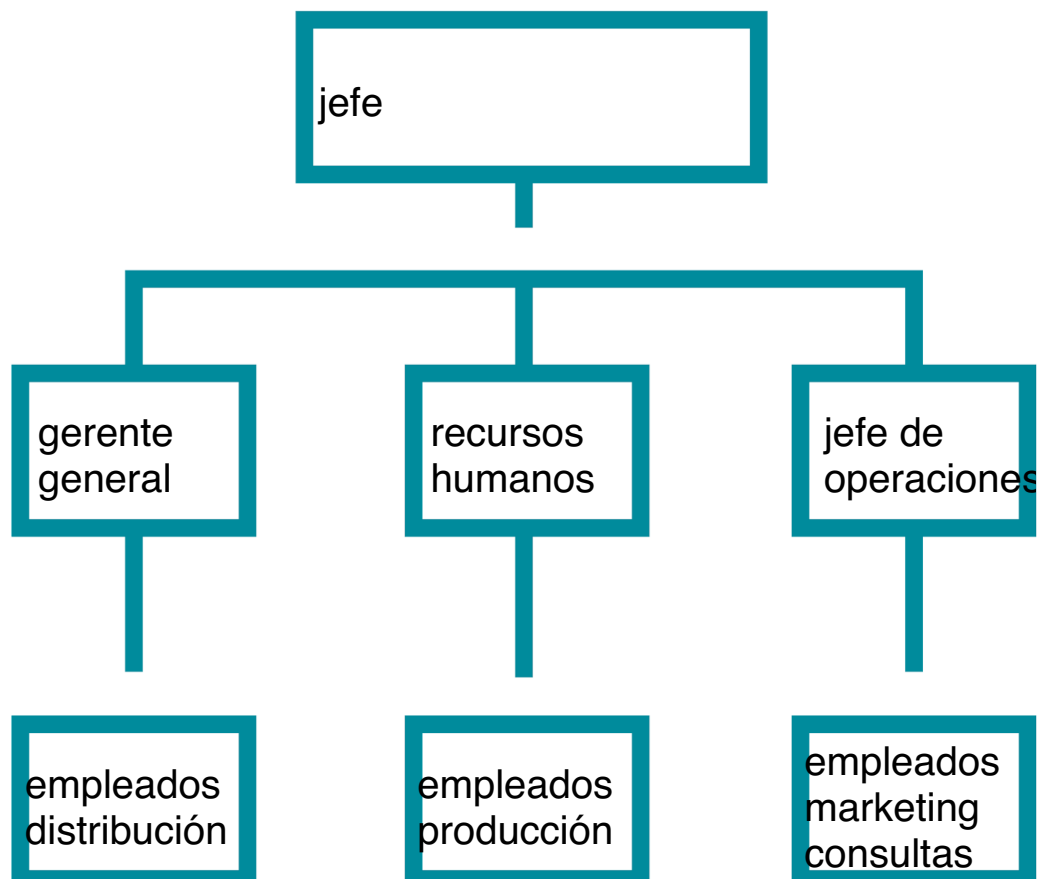 jefe
gerente
general
recursos
humanos
jefe de
operaciones
empleados
distribución
empleados
producción
empleados
marketing
consultas